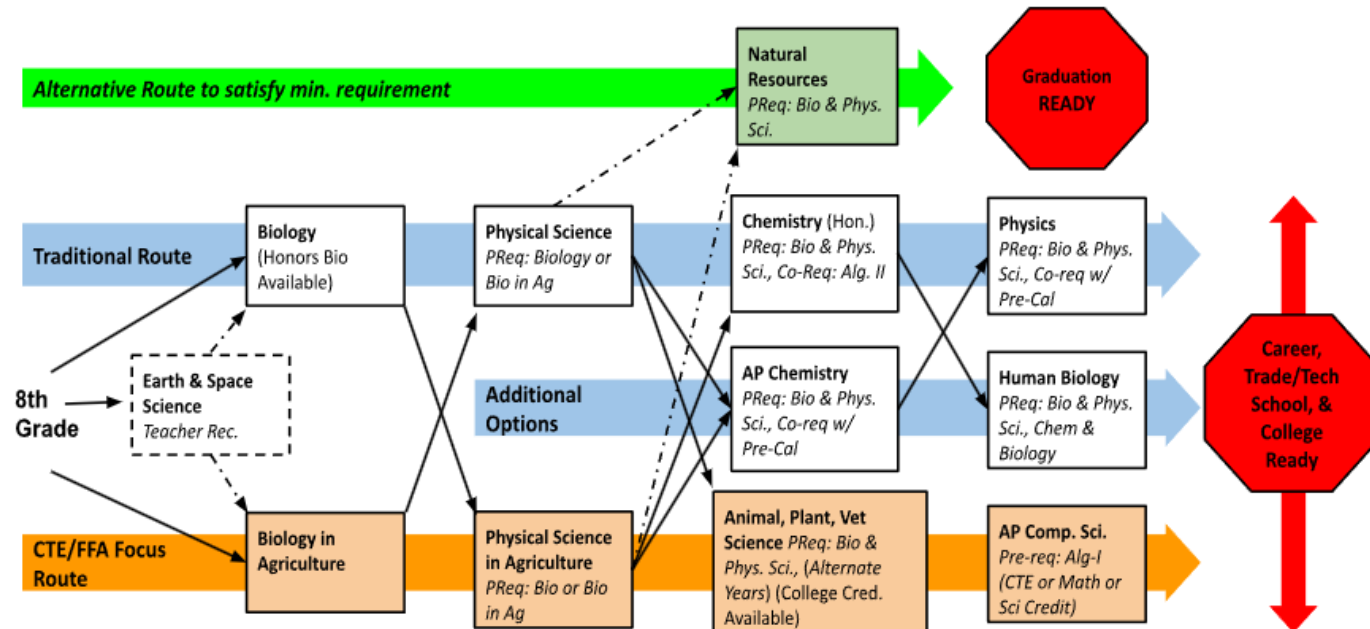 Alternative Route to satisfy min. requirement
Natural
Resources
PReq: Bio & Phys.
Sci.
Graduation
READY
Traditional Route
Biology
(Honors Bio
Available)
Physical Science
PReq: Biology or
Bio in Ag
Chemistry (Hon.)
PReq: Bio & Phys.
Sci., Co-Req: Alg. II
Physics
PReq: Bio & Phys.
Sci., Co-req w/
Pre-Cal
8th
Grade
Earth & Space
Science
Teacher Rec.
Additional
Options
AP Chemistry
PReq: Bio & Phys.
Sci., Co-req w/
Pre-Cal
Human Biology
PReq: Bio & Phys.
Sci., Chem &
Biology
Career,
Trade/Tech
School, &
College
Ready
CTE/FFA Focus
Route
Biology in
Agriculture
Physical Science
in Agriculture
PReq: Bio or Bio
in Ag
Animal, Plant, Vet
Science PReq: Bio &
Phys. Sci., (Alternate
Years) (College Cred.
Available)
AP Comp. Sci.
Pre-req: Alg-I
(CTE or Math or
Sci Credit)